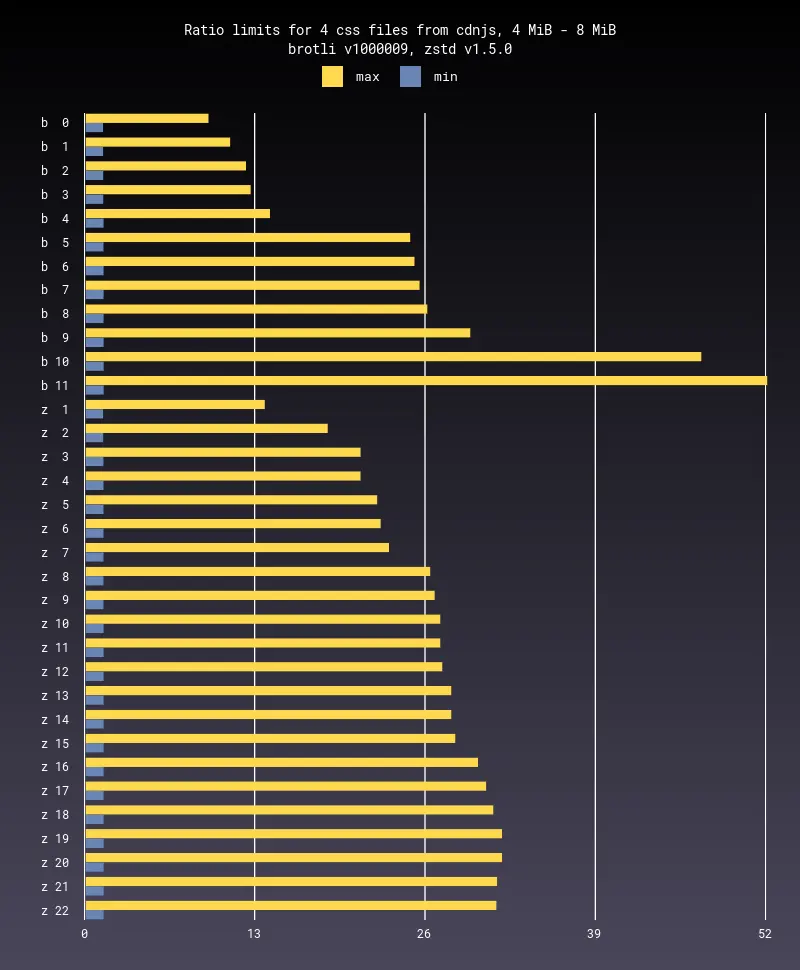 Ratio limits for 4 css files from cdnjs, 4 MiB - 8 MiB
brotli v1000009, zstd v1.5.0
max min
b 0
b 1
b 2
b 3
b 4
b 5
b 6
b 7
b 8
b 9
b 10
b 11
z 1
z 2
z 3
z 4
z 5
z 6
z 7
z 8
z 9
z 10
z 11
z 12
z 13
z 14
z 15
z 16
z 17
z 18
z 19
z 20
z 21
z 22
0 13 26 39 52